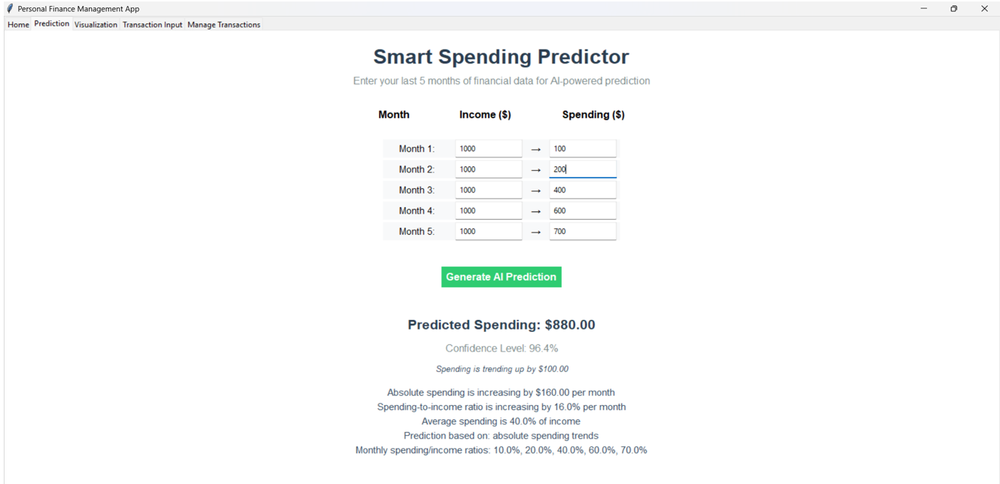 Personal Finance Management App
Home Prediction Visualization Transaction Input Manage Transactions
Smart Spending Predictor
Enter your last 5 months of financial data for AI-powered prediction
Month Income ($) Spending ($)
Month 1: 1000 → 100
Month 2: 1000 → 200
Month 3: 1000 → 400
Month 4: 1000 → 600
Month 5: 1000 → 700
Generate AI Prediction
Predicted Spending: $880.00
Confidence Level: 96.4%
Spending is trending up by $100.00
Absolute spending is increasing by $160.00 per month
Spending-to-income ratio is increasing by 16.0% per month
Average spending is 40.0% of income
Prediction based on: absolute spending trends
Monthly spending/income ratios: 10.0%, 20.0%, 40.0%, 60.0%, 70.0%